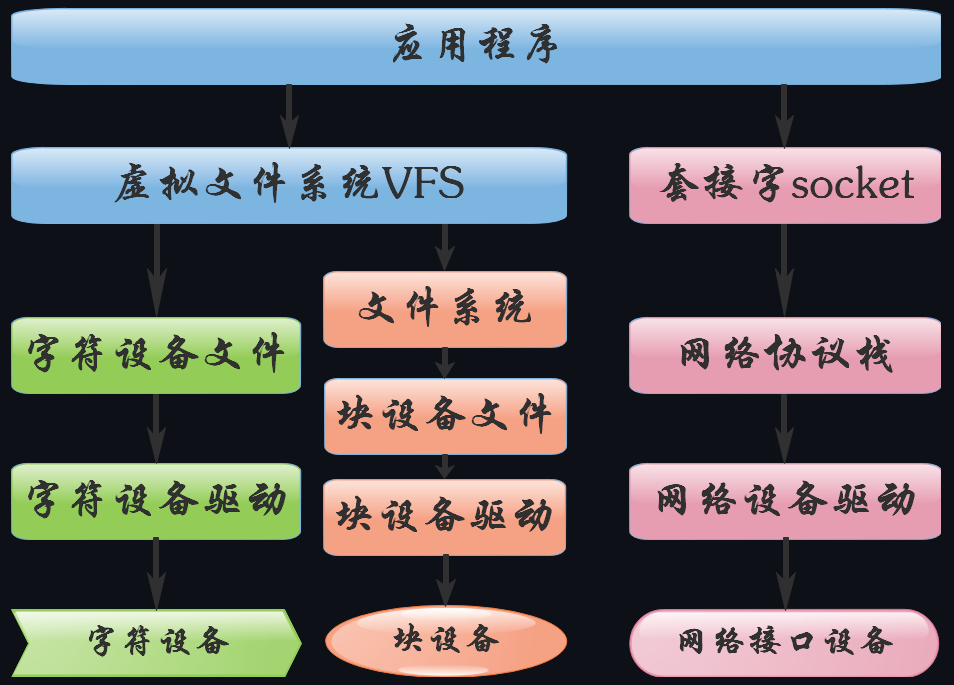 应用程序
虚拟文件系统VFS
套接字socket
文件系统
字符设备文件
网络协议栈
块设备文件
字符设备驱动
块设备驱动
网络设备驱动
字符设备
块设备
网络接口设备